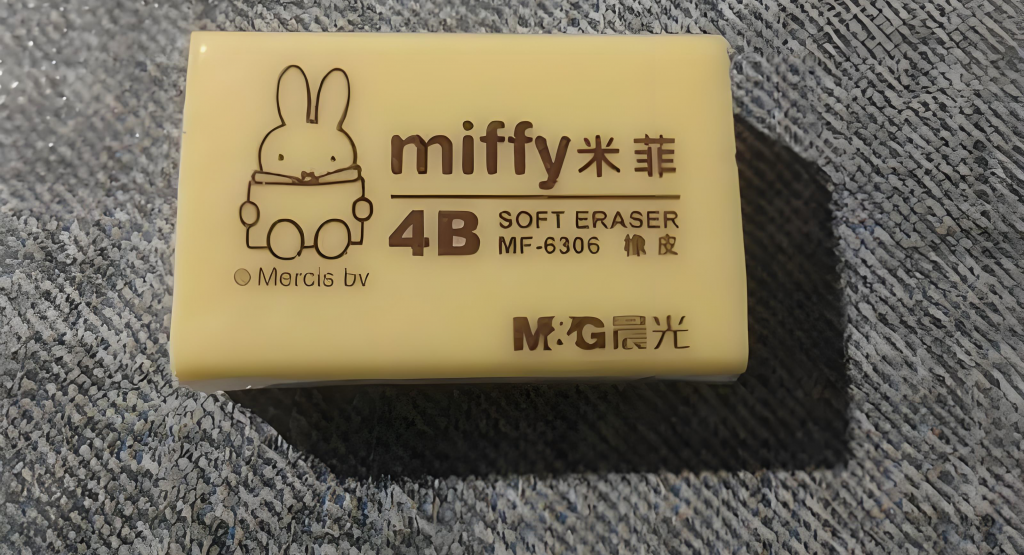 miffy米菲
4B SOFT ERASER
MF-6306 橡皮
© Mercis bv
M&G晨光